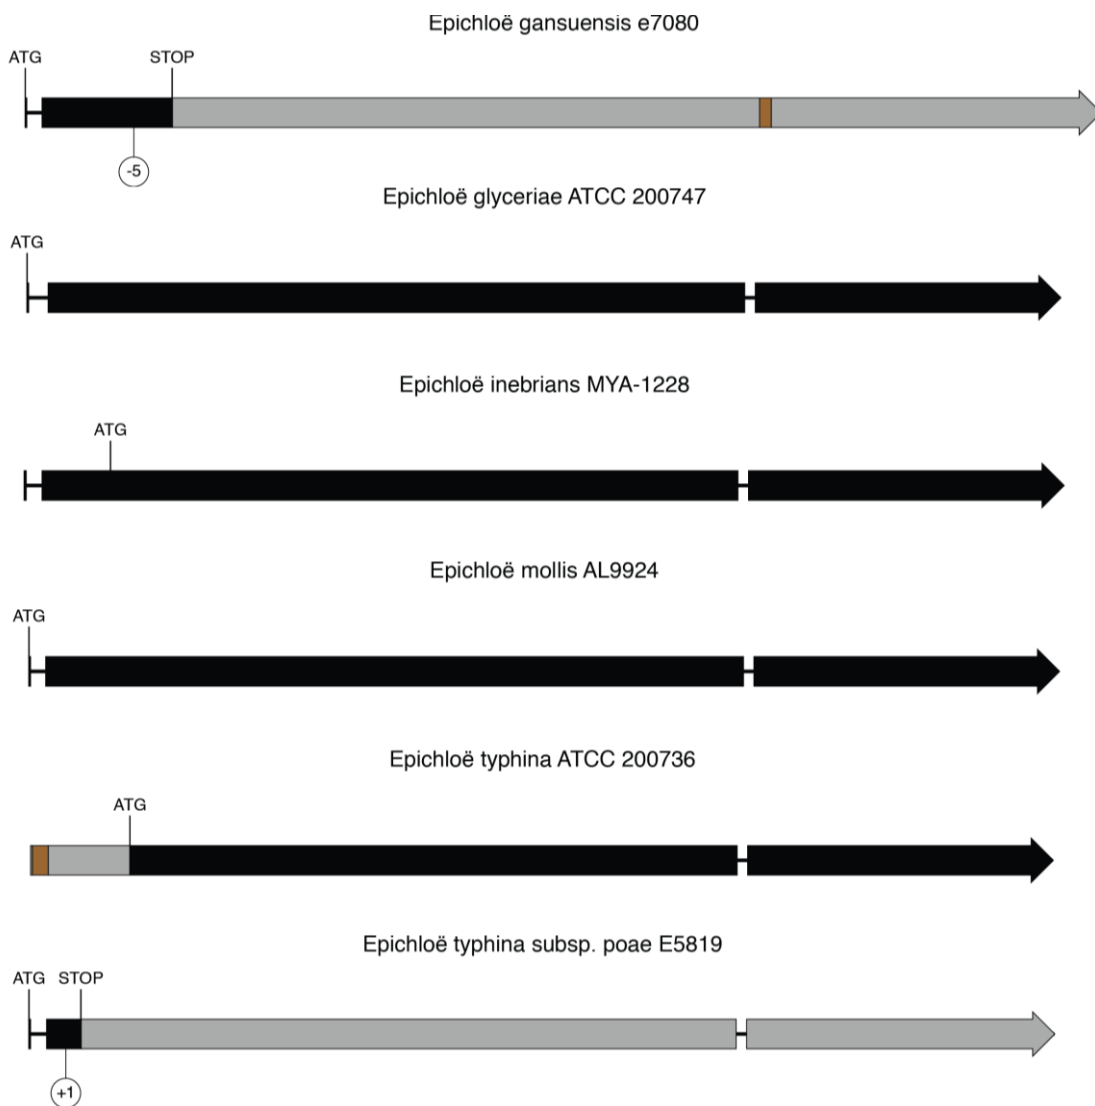 Epichloë gansuensis e7080
ATG STOP
-5
Epichloë glyceriae ATCC 200747
ATG
Epichloë inebrians MYA-1228
ATG
Epichloë mollis AL9924
ATG
Epichloë typhina ATCC 200736
ATG
Epichloë typhina subsp. poae E5819
ATG STOP
+1